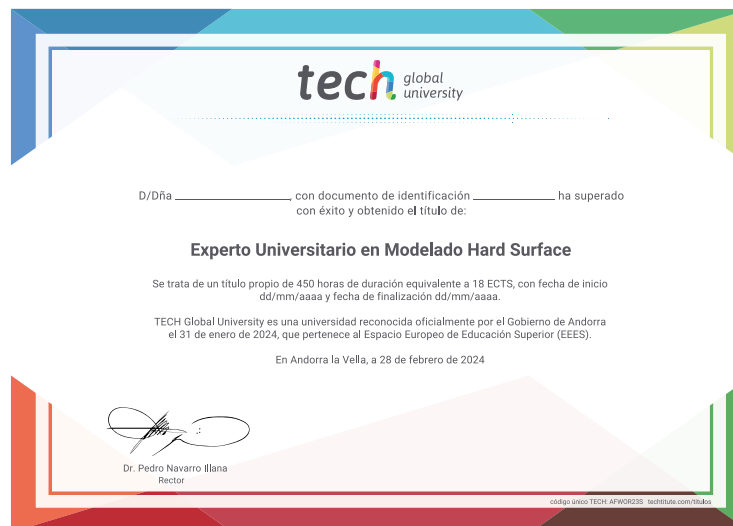 tech global university
D/Dña ____________, con documento de identificación ____________ ha superado
con éxito y obtenido el título de:
Experto Universitario en Modelado Hard Surface
Se trata de un título propio de 450 horas de duración equivalente a 18 ECTS, con fecha de inicio
dd/mm/aaaa y fecha de finalización dd/mm/aaaa.
TECH Global University es una universidad reconocida oficialmente por el Gobierno de Andorra
el 31 de enero de 2024, que pertenece al Espacio Europeo de Educación Superior (EEES).
En Andorra la Vella, a 28 de febrero de 2024
Dr. Pedro Navarro Illana
Rector
código único TECH: AFWOR23S techtitute.com/titulos